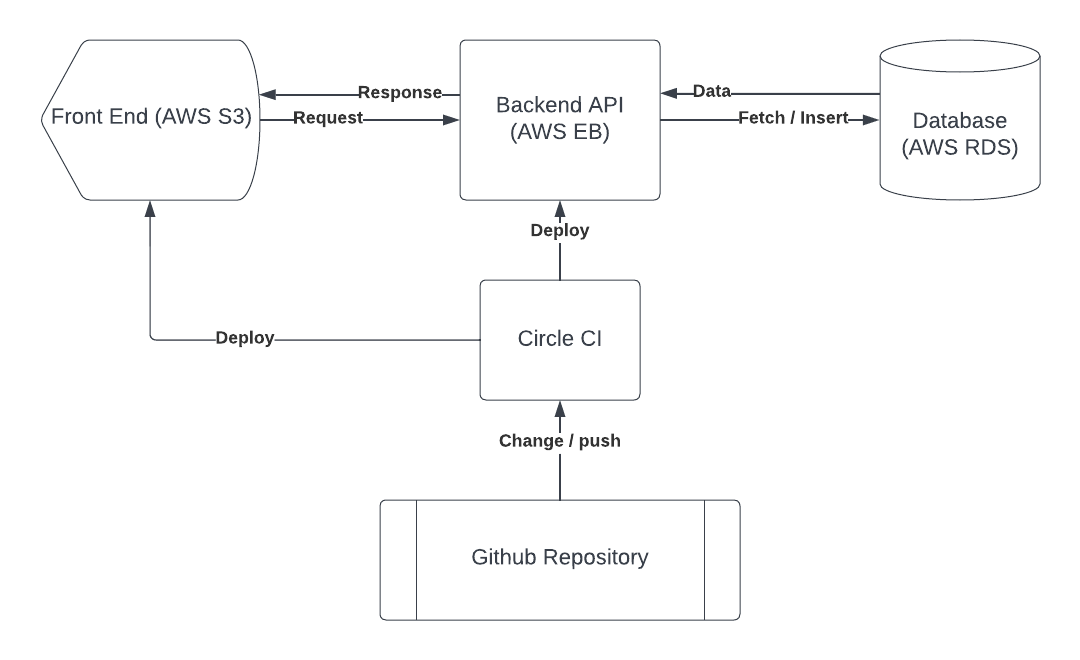 Front End (AWS S3)
Response
Request
Backend API
(AWS EB)
Data
Fetch / Insert
Database
(AWS RDS)
Deploy
Deploy
Circle CI
Change / push
Github Repository